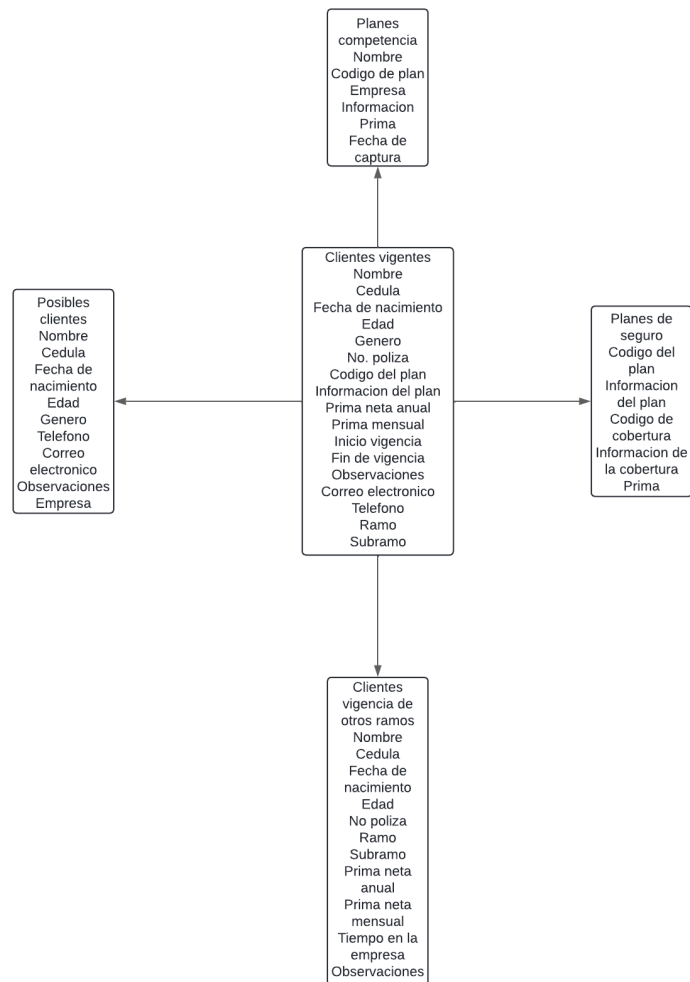 Planes
competencia
Nombre
Codigo de plan
Empresa
Informacion
Prima
Fecha de
captura
Clientes vigentes
Nombre
Cedula
Fecha de nacimiento
Edad
Genero
No. poliza
Codigo del plan
Informacion del plan
Prima neta anual
Prima mensual
Inicio vigencia
Fin de vigencia
Observaciones
Correo electronico
Telefono
Ramo
Subramo
Posibles
clientes
Nombre
Cedula
Fecha de
nacimiento
Edad
Genero
Telefono
Correo
electronico
Observaciones
Empresa
Planes de
seguro
Codigo del
plan
Informacion
del plan
Codigo de
cobertura
Informacion de
la cobertura
Prima
Clientes
vigencia de
otros ramos
Nombre
Cedula
Fecha de
nacimiento
Edad
No poliza
Ramo
Subramo
Prima neta
anual
Prima neta
mensual
Tiempo en la
empresa
Observaciones